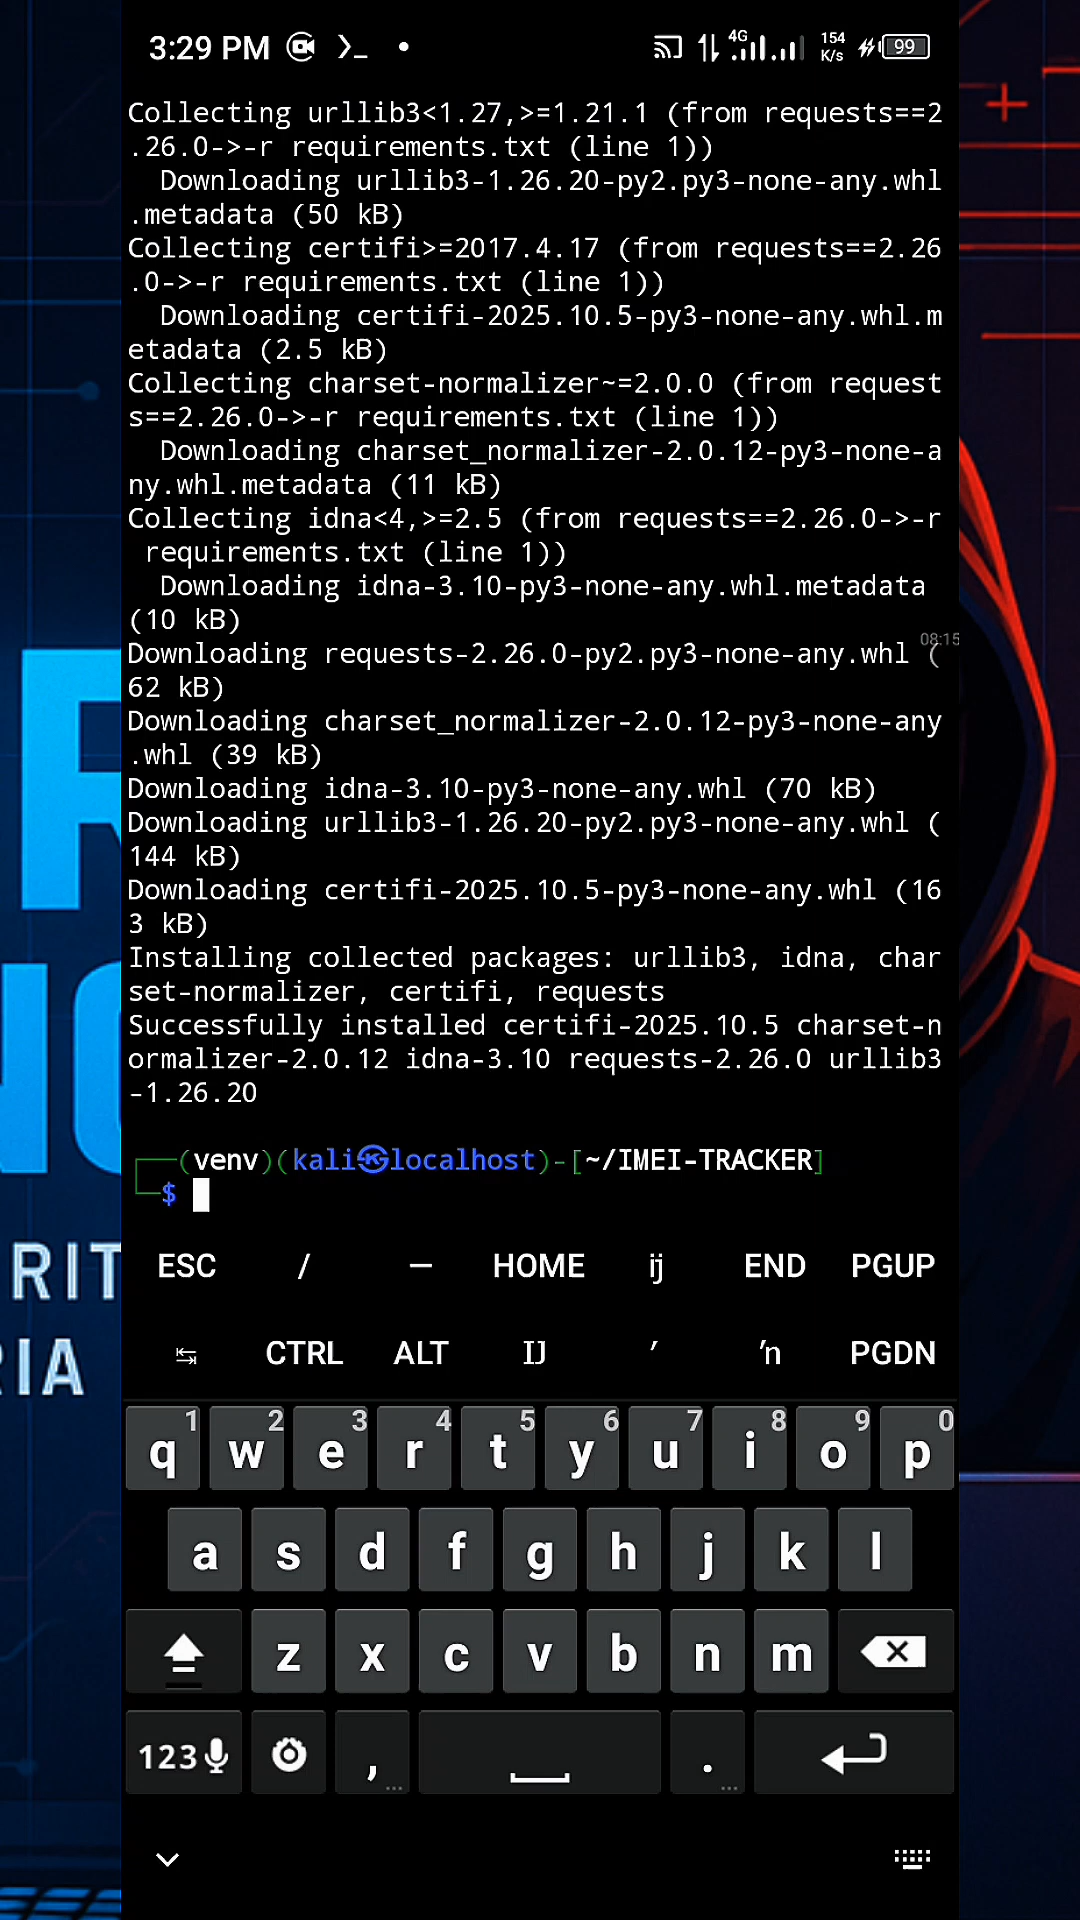 3:29 PM
4G
154
K/s
99
Collecting urllib3<1.27,>=1.21.1 (from requests==2
.26.0->-r requirements.txt (line 1))
  Downloading urllib3-1.26.20-py2.py3-none-any.whl
.metadata (50 kB)
Collecting certifi>=2017.4.17 (from requests==2.26
.0->-r requirements.txt (line 1))
  Downloading certifi-2025.10.5-py3-none-any.whl.m
etadata (2.5 kB)
Collecting charset-normalizer~=2.0.0 (from request
s==2.26.0->-r requirements.txt (line 1))
  Downloading charset_normalizer-2.0.12-py3-none-a
ny.whl.metadata (11 kB)
Collecting idna<4,>=2.5 (from requests==2.26.0->-r
 requirements.txt (line 1))
  Downloading idna-3.10-py3-none-any.whl.metadata
(10 kB)
08:15
Downloading requests-2.26.0-py2.py3-none-any.whl (
62 kB)
Downloading charset_normalizer-2.0.12-py3-none-any
.whl (39 kB)
Downloading idna-3.10-py3-none-any.whl (70 kB)
Downloading urllib3-1.26.20-py2.py3-none-any.whl (
144 kB)
Downloading certifi-2025.10.5-py3-none-any.whl (16
3 kB)
Installing collected packages: urllib3, idna, char
set-normalizer, certifi, requests
Successfully installed certifi-2025.10.5 charset-n
ormalizer-2.0.12 idna-3.10 requests-2.26.0 urllib3
-1.26.20
(venv)(kali㉿localhost)-[~/IMEI-TRACKER]
$
ESC / — HOME ĳ END PGUP
↹ CTRL ALT Ĳ ′ ŉ PGDN
1 2 3 4 5 6 7 8 9 0
q w e r t y u i o p
a s d f g h j k l
z x c v b n m
123 , .
RIT
IA